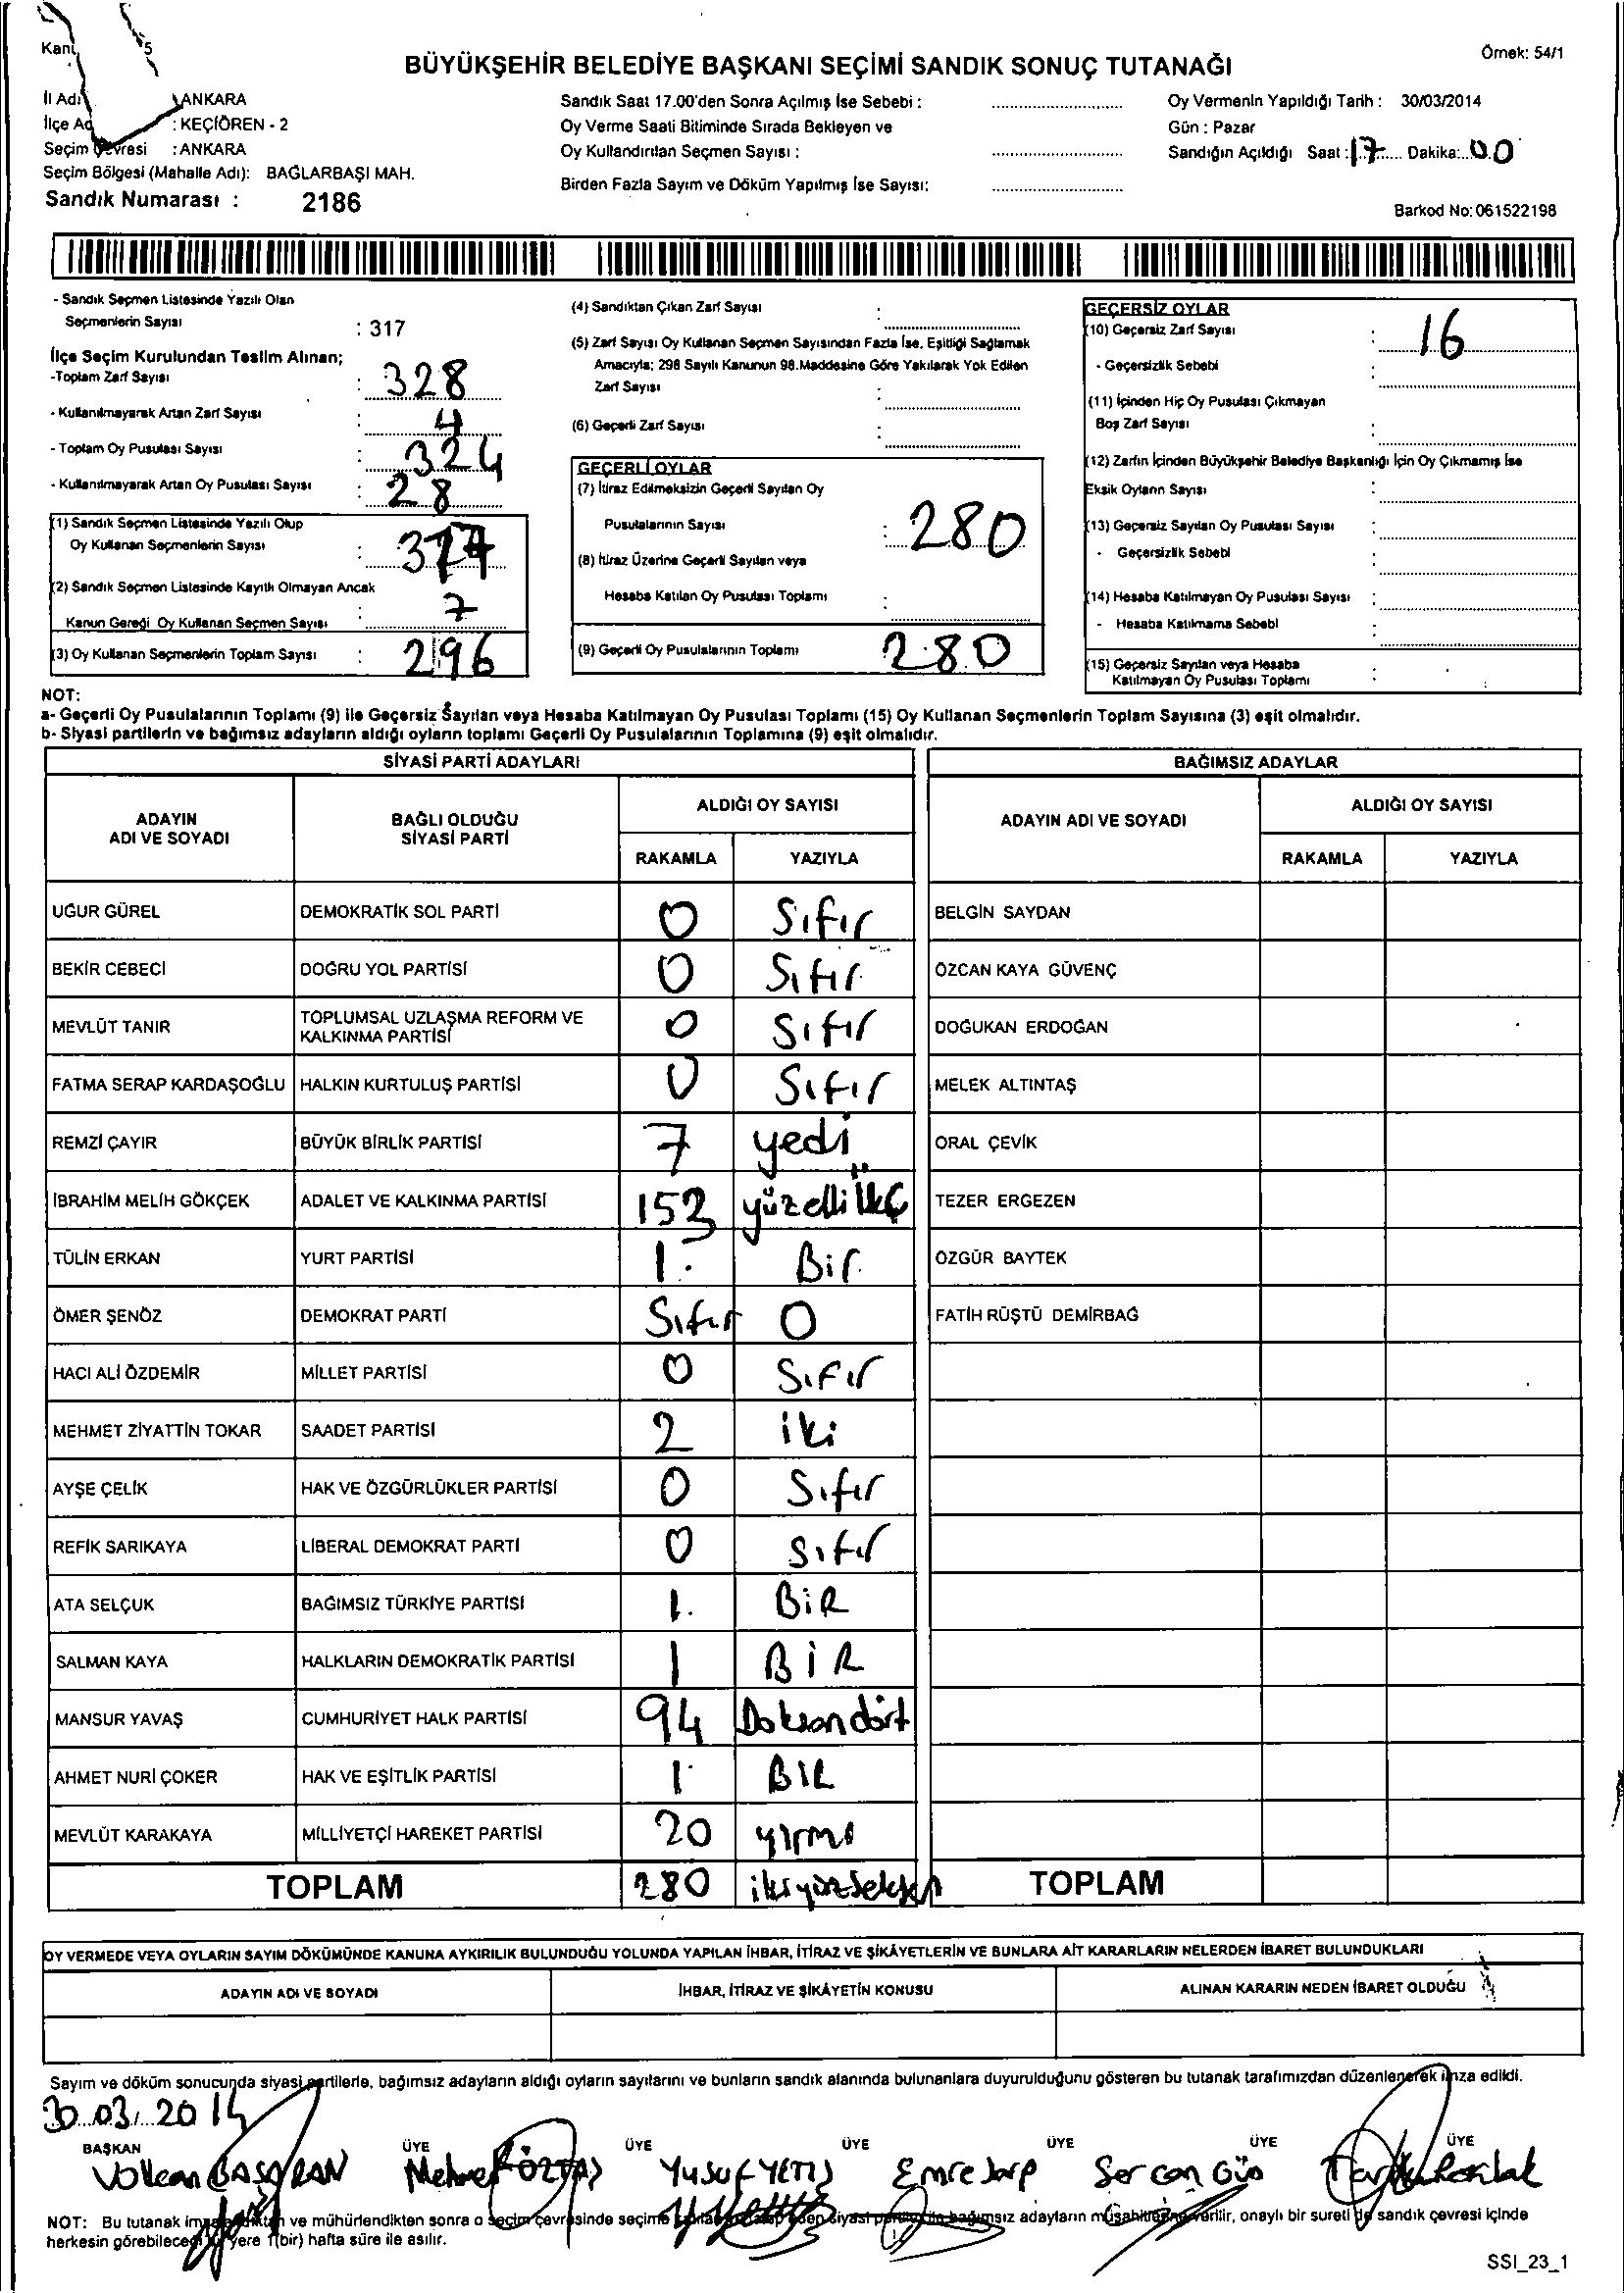 Örnek: 54/1
BÜYÜKŞEHİR BELEDİYE BAŞKANI SEÇİMİ SANDIK SONUÇ TUTANAĞI
ANKARA
: KEÇİÖREN - 2
Seçim : ANKARA
Seçim Bölgesi (Mahalle Adı): BAĞLARBAŞI MAH.
Sandık Numarası : 2186
Sandık Saat 17.00'den Sonra Açılmış İse Sebebi :
Oy Verme Saati Bitiminde Sırada Bekleyen ve
Oy Kullandırılan Seçmen Sayısı :
Birden Fazla Sayım ve Döküm Yapılmış İse Sayısı:
Oy Vermenin Yapıldığı Tarih : 30/03/2014
Gün : Pazar
Sandığın Açıldığı Saat : 17 Dakika: 00
Barkod No: 061522198
- Sandık Seçmen Listesinde Yazılı Olan
Seçmenlerin Sayısı : 317
İlçe Seçim Kurulundan Teslim Alınan;
-Toplam Zarf Sayısı : 328
- Kullanılmayarak Artan Zarf Sayısı : 4
- Toplam Oy Pusulası Sayısı : 324
- Kullanılmayarak Artan Oy Pusulası Sayısı : 28
(1) Sandık Seçmen Listesinde Yazılı Olup
Oy Kullanan Seçmenlerin Sayısı :
(2) Sandık Seçmen Listesinde Kayıtlı Olmayan Ancak
Kanun Gereği Oy Kullanan Seçmen Sayısı : 7
(3) Oy Kullanan Seçmenlerin Toplam Sayısı : 296
(4) Sandıktan Çıkan Zarf Sayısı :
(5) Zarf Sayısı Oy Kullanan Seçmen Sayısından Fazla İse, Eşitliği Sağlamak
Amacıyla; 298 Sayılı Kanunun 98.Maddesine Göre Yakılarak Yok Edilen
Zarf Sayısı :
(6) Geçerli Zarf Sayısı :
GEÇERLİ OYLAR
(7) İtiraz Edilmeksizin Geçerli Sayılan Oy
Pusulalarının Sayısı : 280
(8) İtiraz Üzerine Geçerli Sayılan veya
Hesaba Katılan Oy Pusulası Toplamı :
(9) Geçerli Oy Pusulalarının Toplamı : 280
GEÇERSİZ OYLAR
(10) Geçersiz Zarf Sayısı : 16
- Geçersizlik Sebebi :
(11) İçinden Hiç Oy Pusulası Çıkmayan
Boş Zarf Sayısı :
(12) Zarfın İçinden Büyükşehir Belediye Başkanlığı İçin Oy Çıkmamış İse
Eksik Oyların Sayısı :
(13) Geçersiz Sayılan Oy Pusulası Sayısı :
- Geçersizlik Sebebi :
(14) Hesaba Katılmayan Oy Pusulası Sayısı :
- Hesaba Katılmama Sebebi :
(15) Geçersiz Sayılan veya Hesaba
Katılmayan Oy Pusulası Toplamı :
NOT:
a- Geçerli Oy Pusulalarının Toplamı (9) ile Geçersiz Sayılan veya Hesaba Katılmayan Oy Pusulası Toplamı (15) Oy Kullanan Seçmenlerin Toplam Sayısına (3) eşit olmalıdır.
b- Siyasi partilerin ve bağımsız adayların aldığı oyların toplamı Geçerli Oy Pusulalarının Toplamına (9) eşit olmalıdır.
SİYASİ PARTİ ADAYLARI BAĞIMSIZ ADAYLAR
ADAYIN ADI VE SOYADI BAĞLI OLDUĞU SİYASİ PARTİ ALDIĞI OY SAYISI ADAYIN ADI VE SOYADI ALDIĞI OY SAYISI
RAKAMLA YAZIYLA RAKAMLA YAZIYLA
UĞUR GÜREL DEMOKRATİK SOL PARTİ 0 Sıfır BELGİN SAYDAN
BEKİR CEBECİ DOĞRU YOL PARTİSİ 0 Sıfır ÖZCAN KAYA GÜVENÇ
MEVLÜT TANIR TOPLUMSAL UZLAŞMA REFORM VE KALKINMA PARTİSİ 0 Sıfır DOĞUKAN ERDOĞAN
FATMA SERAP KARDAŞOĞLU HALKIN KURTULUŞ PARTİSİ 0 Sıfır MELEK ALTINTAŞ
REMZİ ÇAYIR BÜYÜK BİRLİK PARTİSİ 7 yedi ORAL ÇEVİK
İBRAHİM MELİH GÖKÇEK ADALET VE KALKINMA PARTİSİ 153 TEZER ERGEZEN
TÜLİN ERKAN YURT PARTİSİ 1. Bir. ÖZGÜR BAYTEK
ÖMER ŞENÖZ DEMOKRAT PARTİ Sıfır 0 FATİH RÜŞTÜ DEMİRBAĞ
HACI ALİ ÖZDEMİR MİLLET PARTİSİ 0 Sıfır
MEHMET ZİYATTİN TOKAR SAADET PARTİSİ 2 iki
AYŞE ÇELİK HAK VE ÖZGÜRLÜKLER PARTİSİ 0 Sıfır
REFİK SARIKAYA LİBERAL DEMOKRAT PARTİ 0 Sıfır
ATA SELÇUK BAĞIMSIZ TÜRKİYE PARTİSİ 1. BİR
SALMAN KAYA HALKLARIN DEMOKRATİK PARTİSİ 1 BİR
MANSUR YAVAŞ CUMHURİYET HALK PARTİSİ 94 Doksandört
AHMET NURİ ÇOKER HAK VE EŞİTLİK PARTİSİ 1 BIR
MEVLÜT KARAKAYA MİLLİYETÇİ HAREKET PARTİSİ 20 yırmı
TOPLAM 280 ikiyüzseksen TOPLAM
OY VERMEDE VEYA OYLARIN SAYIM DÖKÜMÜNDE KANUNA AYKIRILIK BULUNDUĞU YOLUNDA YAPILAN İHBAR, İTİRAZ VE ŞİKÂYETLERİN VE BUNLARA AİT KARARLARIN NELERDEN İBARET BULUNDUKLARI
ADAYIN ADI VE SOYADI İHBAR, İTİRAZ VE ŞİKÂYETİN KONUSU ALINAN KARARIN NEDEN İBARET OLDUĞU
Sayım ve döküm sonucunda siyasi partilerle, bağımsız adayların aldığı oyların sayılarını ve bunların sandık alanında bulunanlara duyurulduğunu gösteren bu tutanak tarafımızdan düzenlenerek imza edildi.
30.03.2014
BAŞKAN ÜYE ÜYE ÜYE ÜYE ÜYE ÜYE
Volkan BAŞARAN Mehmet ÖZTAŞ Yusuf YETİŞ Emre Sercan Güs
NOT: Bu tutanak ve mühürlendikten sonra o seçim çevresinde seçime bağımsız adayların müşahitlerine verilir, onaylı bir sureti de sandık çevresi içinde
herkesin görebileceği yere 1(bir) hafta süre ile asılır.
SSI_23_1